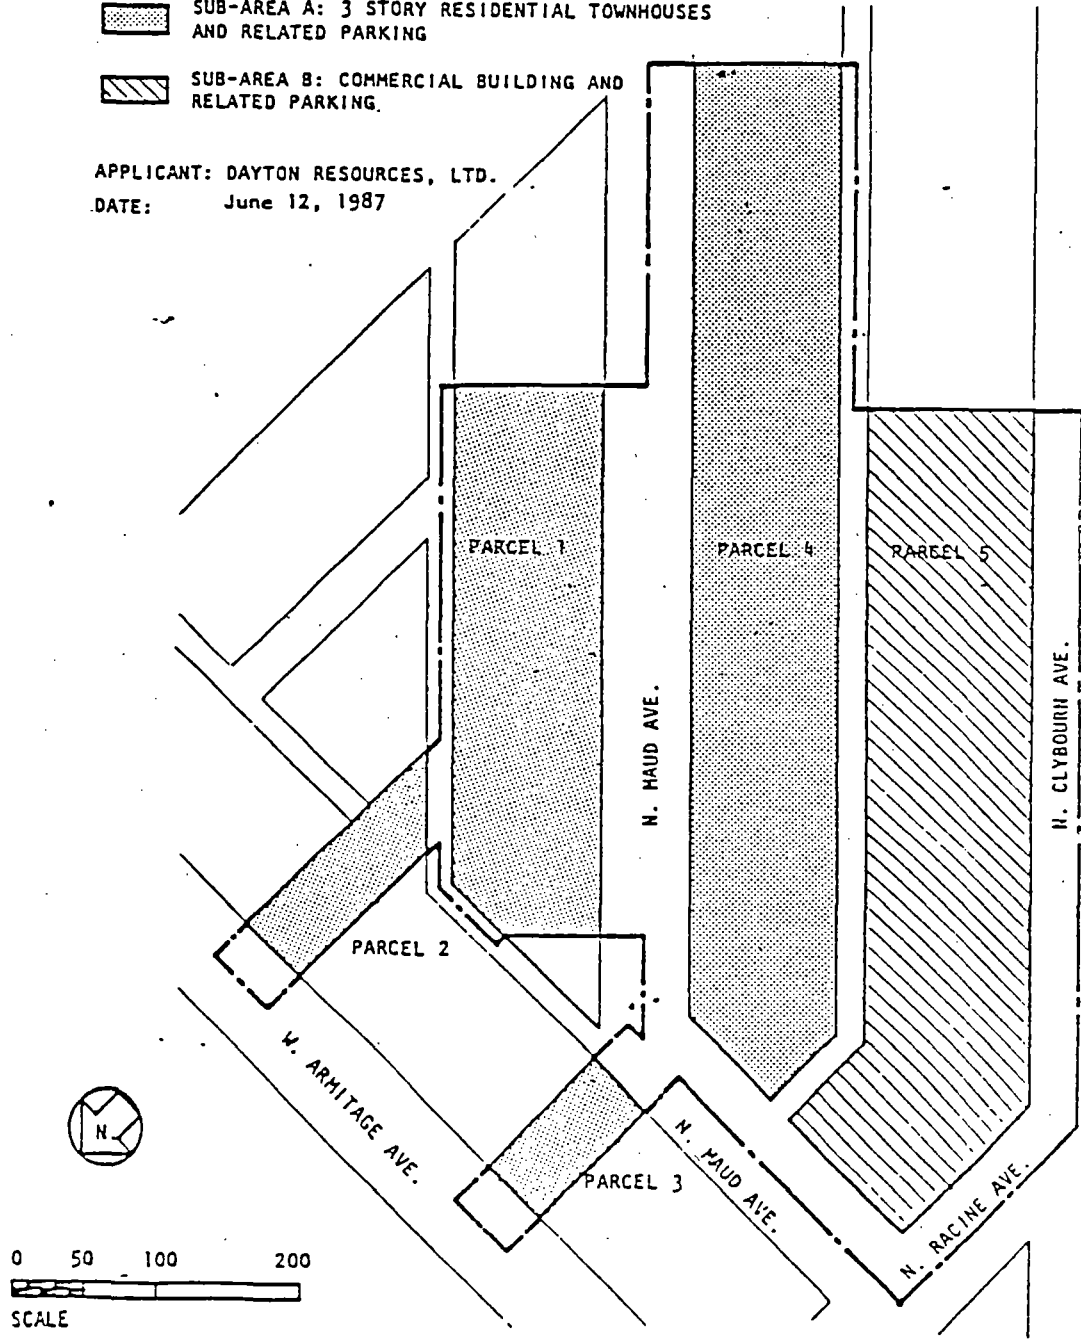 SUB-AREA A: 3 STORY RESIDENTIAL TOWNHOUSES
AND RELATED PARKING
SUB-AREA B: COMMERCIAL BUILDING AND
RELATED PARKING.
APPLICANT: DAYTON RESOURCES, LTD.
DATE: June 12, 1987
PARCEL 1
PARCEL 4
PARCEL 5
N. MAUD AVE.
N. CLYBOURN AVE.
PARCEL 2
W. ARMITAGE AVE.
N.
PARCEL 3
N. MAUD AVE.
N. RACINE AVE.
0 50 100 200
SCALE